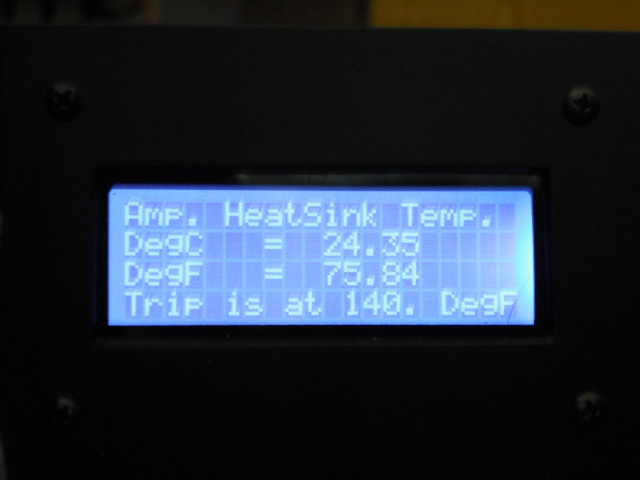 Amp. HeatSink Temp.
DegC = 24.35
DegF = 75.84
Trip is at 140. DegF